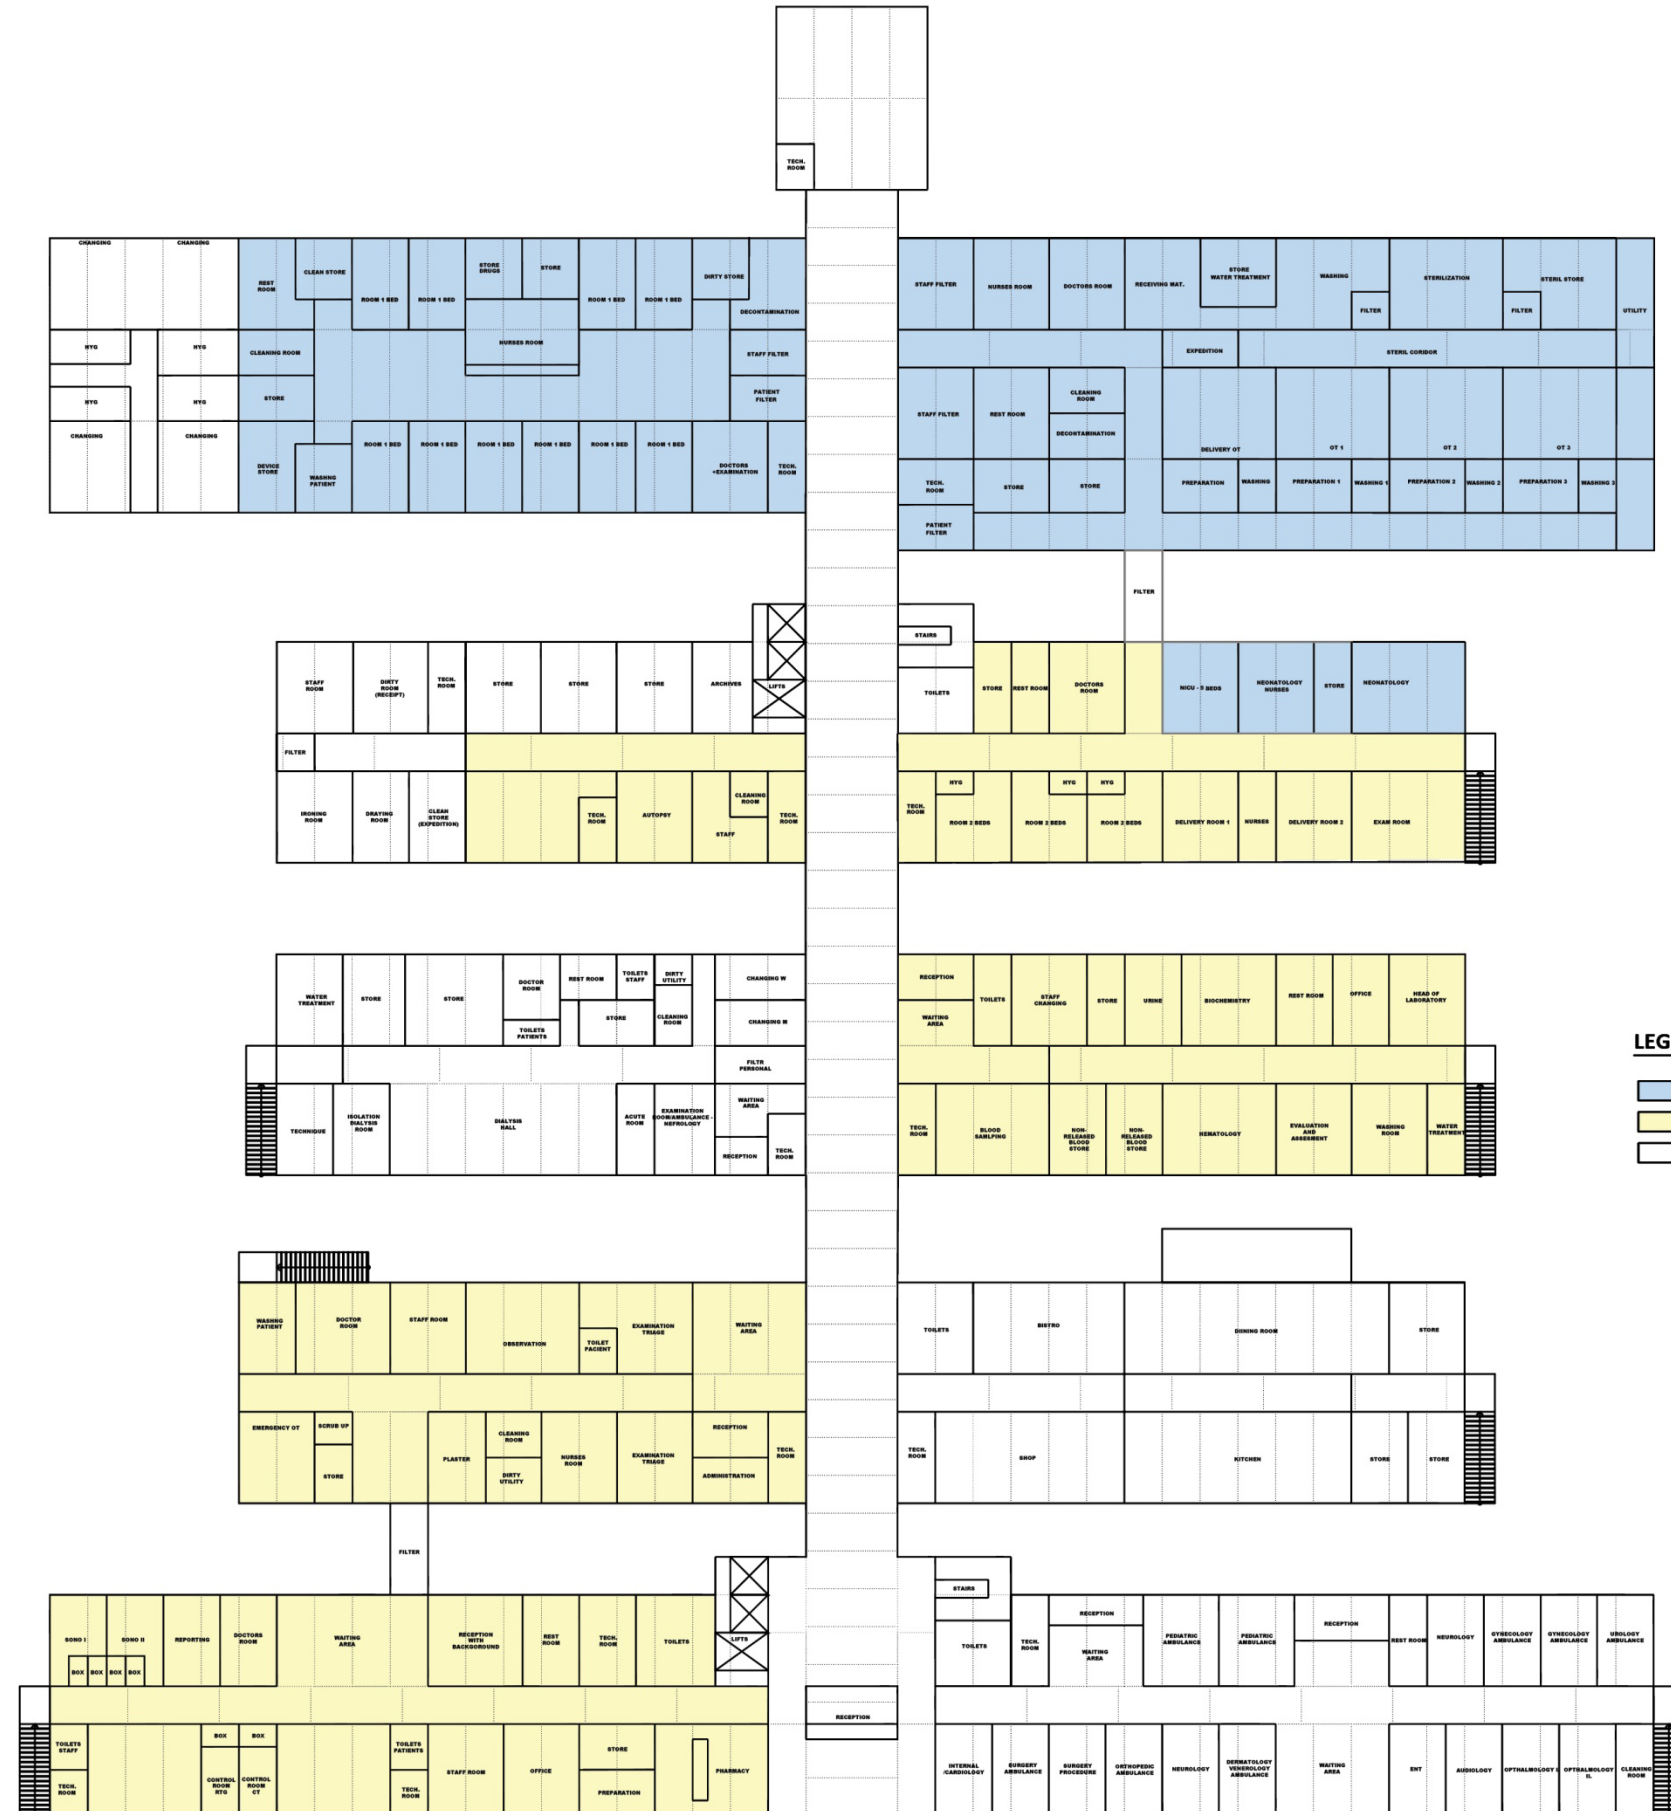 TECH.
ROOM
CHANGING
CHANGING
REST
ROOM
CLEAN STORE
ROOM 1 BED
ROOM 1 BED
STORE
DRUGS
STORE
ROOM 1 BED
ROOM 1 BED
DIRTY STORE
DECONTAMINATION
HYG
HYG
CLEANING ROOM
NURSES ROOM
STAFF FILTER
HYG
HYG
STORE
PATIENT
FILTER
CHANGING
CHANGING
DEVICE
STORE
WASHNG
PATIENT
ROOM 1 BED
ROOM 1 BED
ROOM 1 BED
ROOM 1 BED
ROOM 1 BED
ROOM 1 BED
DOCTORS
+EXAMINATION
TECH.
ROOM
STAFF FILTER
NURSES ROOM
DOCTORS ROOM
RECEIVING MAT.
STORE
WATER TREATMENT
WASHING
FILTER
STERILIZATION
FILTER
STERIL STORE
UTILITY
EXPEDITION
STERIL CORIDOR
STAFF FILTER
REST ROOM
CLEANING
ROOM
DECONTAMINATION
DELIVERY OT
OT 1
OT 2
OT 3
TECH.
ROOM
STORE
STORE
PREPARATION
WASHING
PREPARATION 1
WASHING 1
PREPARATION 2
WASHING 2
PREPARATION 3
WASHING 3
PATIENT
FILTER
FILTER
STAFF
ROOM
DIRTY
ROOM
(RECEIPT)
TECH.
ROOM
STORE
STORE
STORE
ARCHIVES
LIFTS
FILTER
IRONING
ROOM
DRAYING
ROOM
CLEAN
STORE
(EXPEDITION)
TECH.
ROOM
AUTOPSY
CLEANING
ROOM
STAFF
TECH.
ROOM
STAIRS
TOILETS
STORE
REST ROOM
DOCTORS
ROOM
NICU - 5 BEDS
NEONATOLOGY
NURSES
STORE
NEONATOLOGY
TECH.
ROOM
HYG
HYG
HYG
ROOM 2 BEDS
ROOM 2 BEDS
ROOM 2 BEDS
DELIVERY ROOM 1
NURSES
DELIVERY ROOM 2
EXAM ROOM
WATER
TREATMENT
STORE
STORE
DOCTOR
ROOM
TOILETS
PATIENTS
REST ROOM
TOILETS
STAFF
DIRTY
UTILITY
STORE
CLEANING
ROOM
CHANGING W
CHANGING M
FILTR
PERSONAL
TECHNIQUE
ISOLATION
DIALYSIS
ROOM
DIALYSIS
HALL
ACUTE
ROOM
EXAMINATION
ROOM/AMBULANCE -
NEFROLOGY
WAITING
AREA
RECEPTION
TECH.
ROOM
RECEPTION
WAITING
AREA
TOILETS
STAFF
CHANGING
STORE
URINE
BIOCHEMISTRY
REST ROOM
OFFICE
HEAD OF
LABORATORY
TECH.
ROOM
BLOOD
SAMLPING
NON-
RELEASED
BLOOD
STORE
NON-
RELEASED
BLOOD
STORE
HEMATOLOGY
EVALUATION
AND
ASSESMENT
WASHING
ROOM
WATER
TREATMENT
LEG
WASHNG
PATIENT
DOCTOR
ROOM
STAFF ROOM
OBSERVATION
TOILET
PACIENT
EXAMINATION
TRIAGE
WAITING
AREA
EMERGENCY OT
SCRUB UP
STORE
PLASTER
CLEANING
ROOM
DIRTY
UTILITY
NURSES
ROOM
EXAMINATION
TRIAGE
RECEPTION
ADMINISTRATION
TECH.
ROOM
TOILETS
BISTRO
DIINING ROOM
STORE
TECH.
ROOM
SHOP
KITCHEN
STORE
STORE
FILTER
SONO I
SONO II
BOX
BOX
BOX
BOX
REPORTING
DOCTORS
ROOM
WAITING
AREA
RECEPTION
WITH
BACKGROUND
REST
ROOM
TECH.
ROOM
TOILETS
LIFTS
RECEPTION
STAIRS
TOILETS
TECH.
ROOM
RECEPTION
WAITING
AREA
PEDIATRIC
AMBULANCE
PEDIATRIC
AMBULANCE
RECEPTION
REST ROOM
NEUROLOGY
GYNECOLOGY
AMBULANCE
GYNECOLOGY
AMBULANCE
UROLOGY
AMBULANCE
TOILETS
STAFF
TECH.
ROOM
BOX
BOX
CONTROL
ROOM
RTG
CONTROL
ROOM
CT
TOILETS
PATIENTS
TECH.
ROOM
STAFF ROOM
OFFICE
STORE
PREPARATION
PHARMACY
INTERNAL
/CARDIOLOGY
SURGERY
AMBULANCE
SURGERY
PROCEDURE
ORTHOPEDIC
AMBULANCE
NEUROLOGY
DERMATOLOGY
VENEROLOGY
AMBULANCE
WAITING
AREA
ENT
AUDIOLOGY
OPTHALMOLOGY I.
OPTHALMOLOGY
II.
CLEANING
ROOM